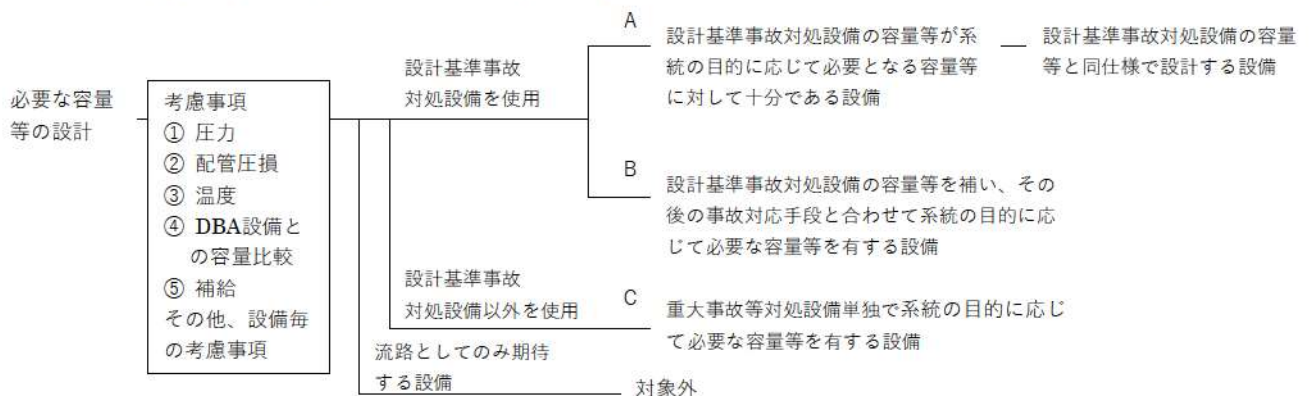 必要な容量
等の設計
考慮事項
① 圧力
② 配管圧損
③ 温度
④ DBA設備と
の容量比較
⑤ 補給
その他、設備毎
の考慮事項
設計基準事故
対処設備を使用
A
設計基準事故対処設備の容量等が系
統の目的に応じて必要となる容量等
に対して十分である設備
設計基準事故対処設備の容量
等と同仕様で設計する設備
B
設計基準事故対処設備の容量等を補い、その
後の事故対応手段と合わせて系統の目的に応
じて必要な容量等を有する設備
設計基準事故
対処設備以外を使用
C
重大事故等対処設備単独で系統の目的に応じ
て必要な容量等を有する設備
流路としてのみ期待
する設備
対象外